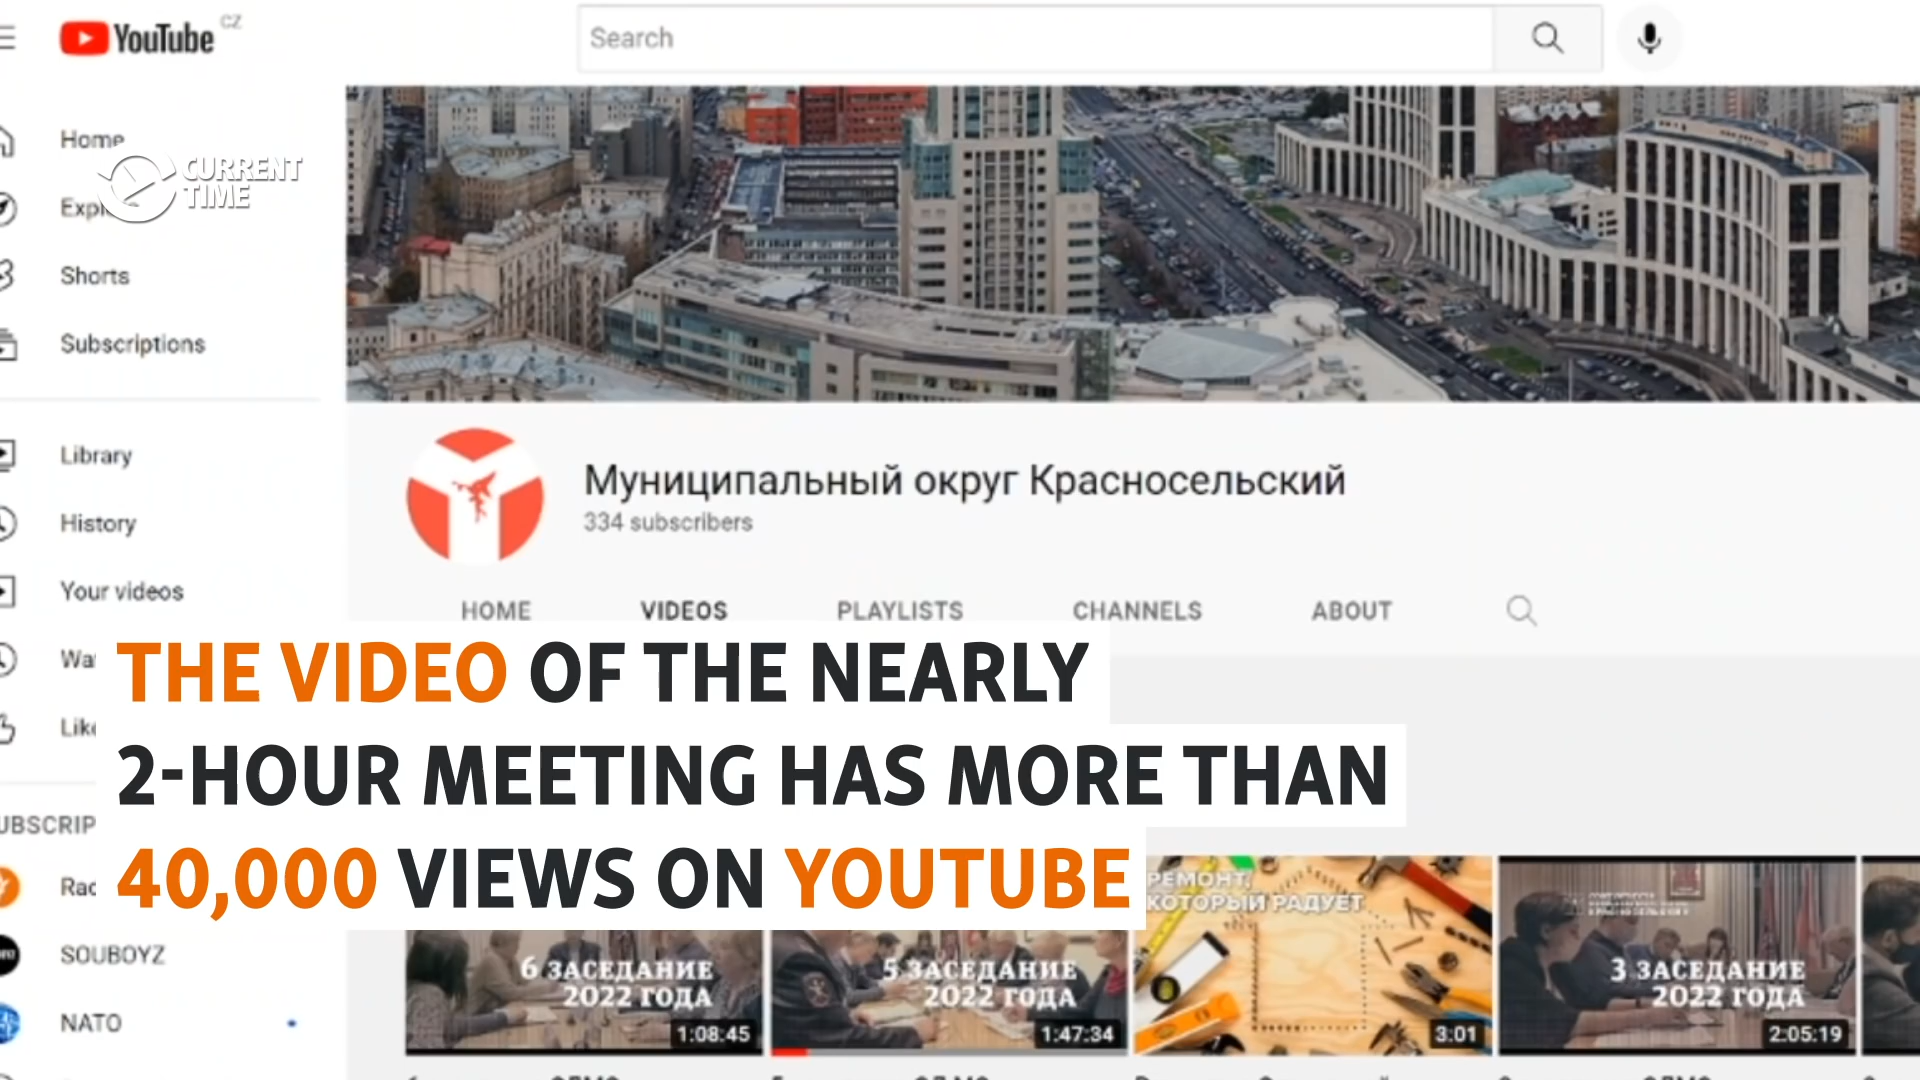 YouTube CZ
Search
Home
CURRENT
TIME
Shorts
Subscriptions
Library
History
Your videos
Муниципальный округ Красносельский
334 subscribers
HOME VIDEOS PLAYLISTS CHANNELS ABOUT
THE VIDEO OF THE NEARLY
2-HOUR MEETING HAS MORE THAN
40,000 VIEWS ON YOUTUBE
SOUBOYZ
NATO
6 ЗАСЕДАНИЕ
2022 ГОДА
1:08:45
5 ЗАСЕДАНИЕ
2022 ГОДА
1:47:34
РЕМОНТ,
КОТОРЫЙ РАДУЕТ
3:01
3 ЗАСЕДАНИЕ
2022 ГОДА
2:05:19